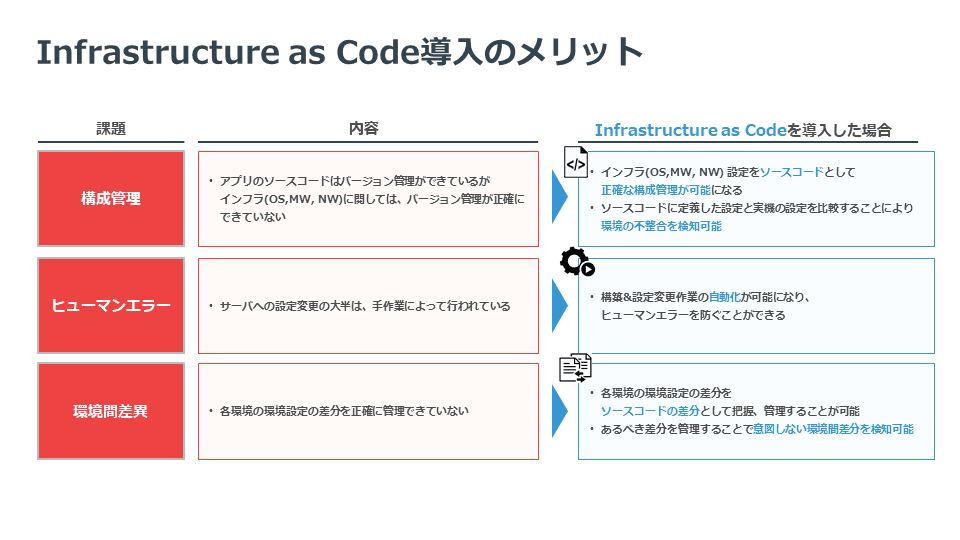 Infrastructure as Code導入のメリット
課題
内容
Infrastructure as Codeを導入した場合
構成管理
• アプリのソースコードはバージョン管理ができているが
インフラ(OS,MW, NW)に関しては、バージョン管理が正確に
できていない
</>
• インフラ(OS,MW, NW) 設定をソースコードとして
正確な構成管理が可能になる
• ソースコードに定義した設定と実機の設定を比較することにより
環境の不整合を検知可能
ヒューマンエラー
• サーバへの設定変更の大半は、手作業によって行われている
• 構築&設定変更作業の自動化が可能になり、
ヒューマンエラーを防ぐことができる
環境間差異
• 各環境の環境設定の差分を正確に管理できていない
• 各環境の環境設定の差分を
ソースコードの差分として把握、管理することが可能
• あるべき差分を管理することで意図しない環境間差分を検知可能